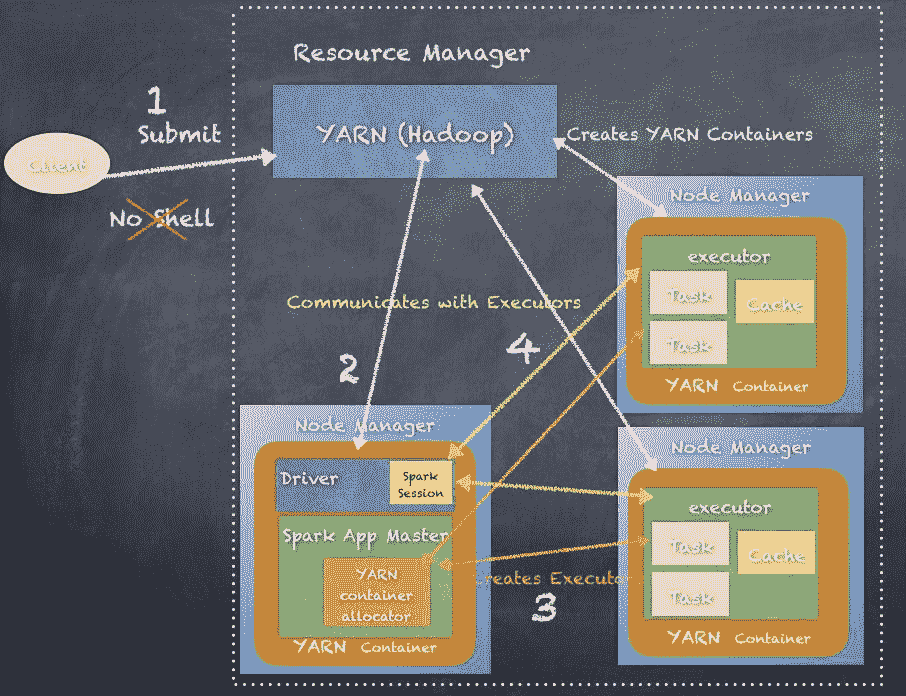 Resource Manager
1
Submit
YARN (Hadoop)
Creates YARN Containers
Client
No Shell
Node Manager
executor
Task
Cache
Task
YARN Container
Communicates with Executors
4
2
Node Manager
Driver
Spark
Session
Spark App Master
YARN
container
allocator
YARN Container
Creates Executo
3
Node Manager
executor
Task
Cache
Task
YARN Container